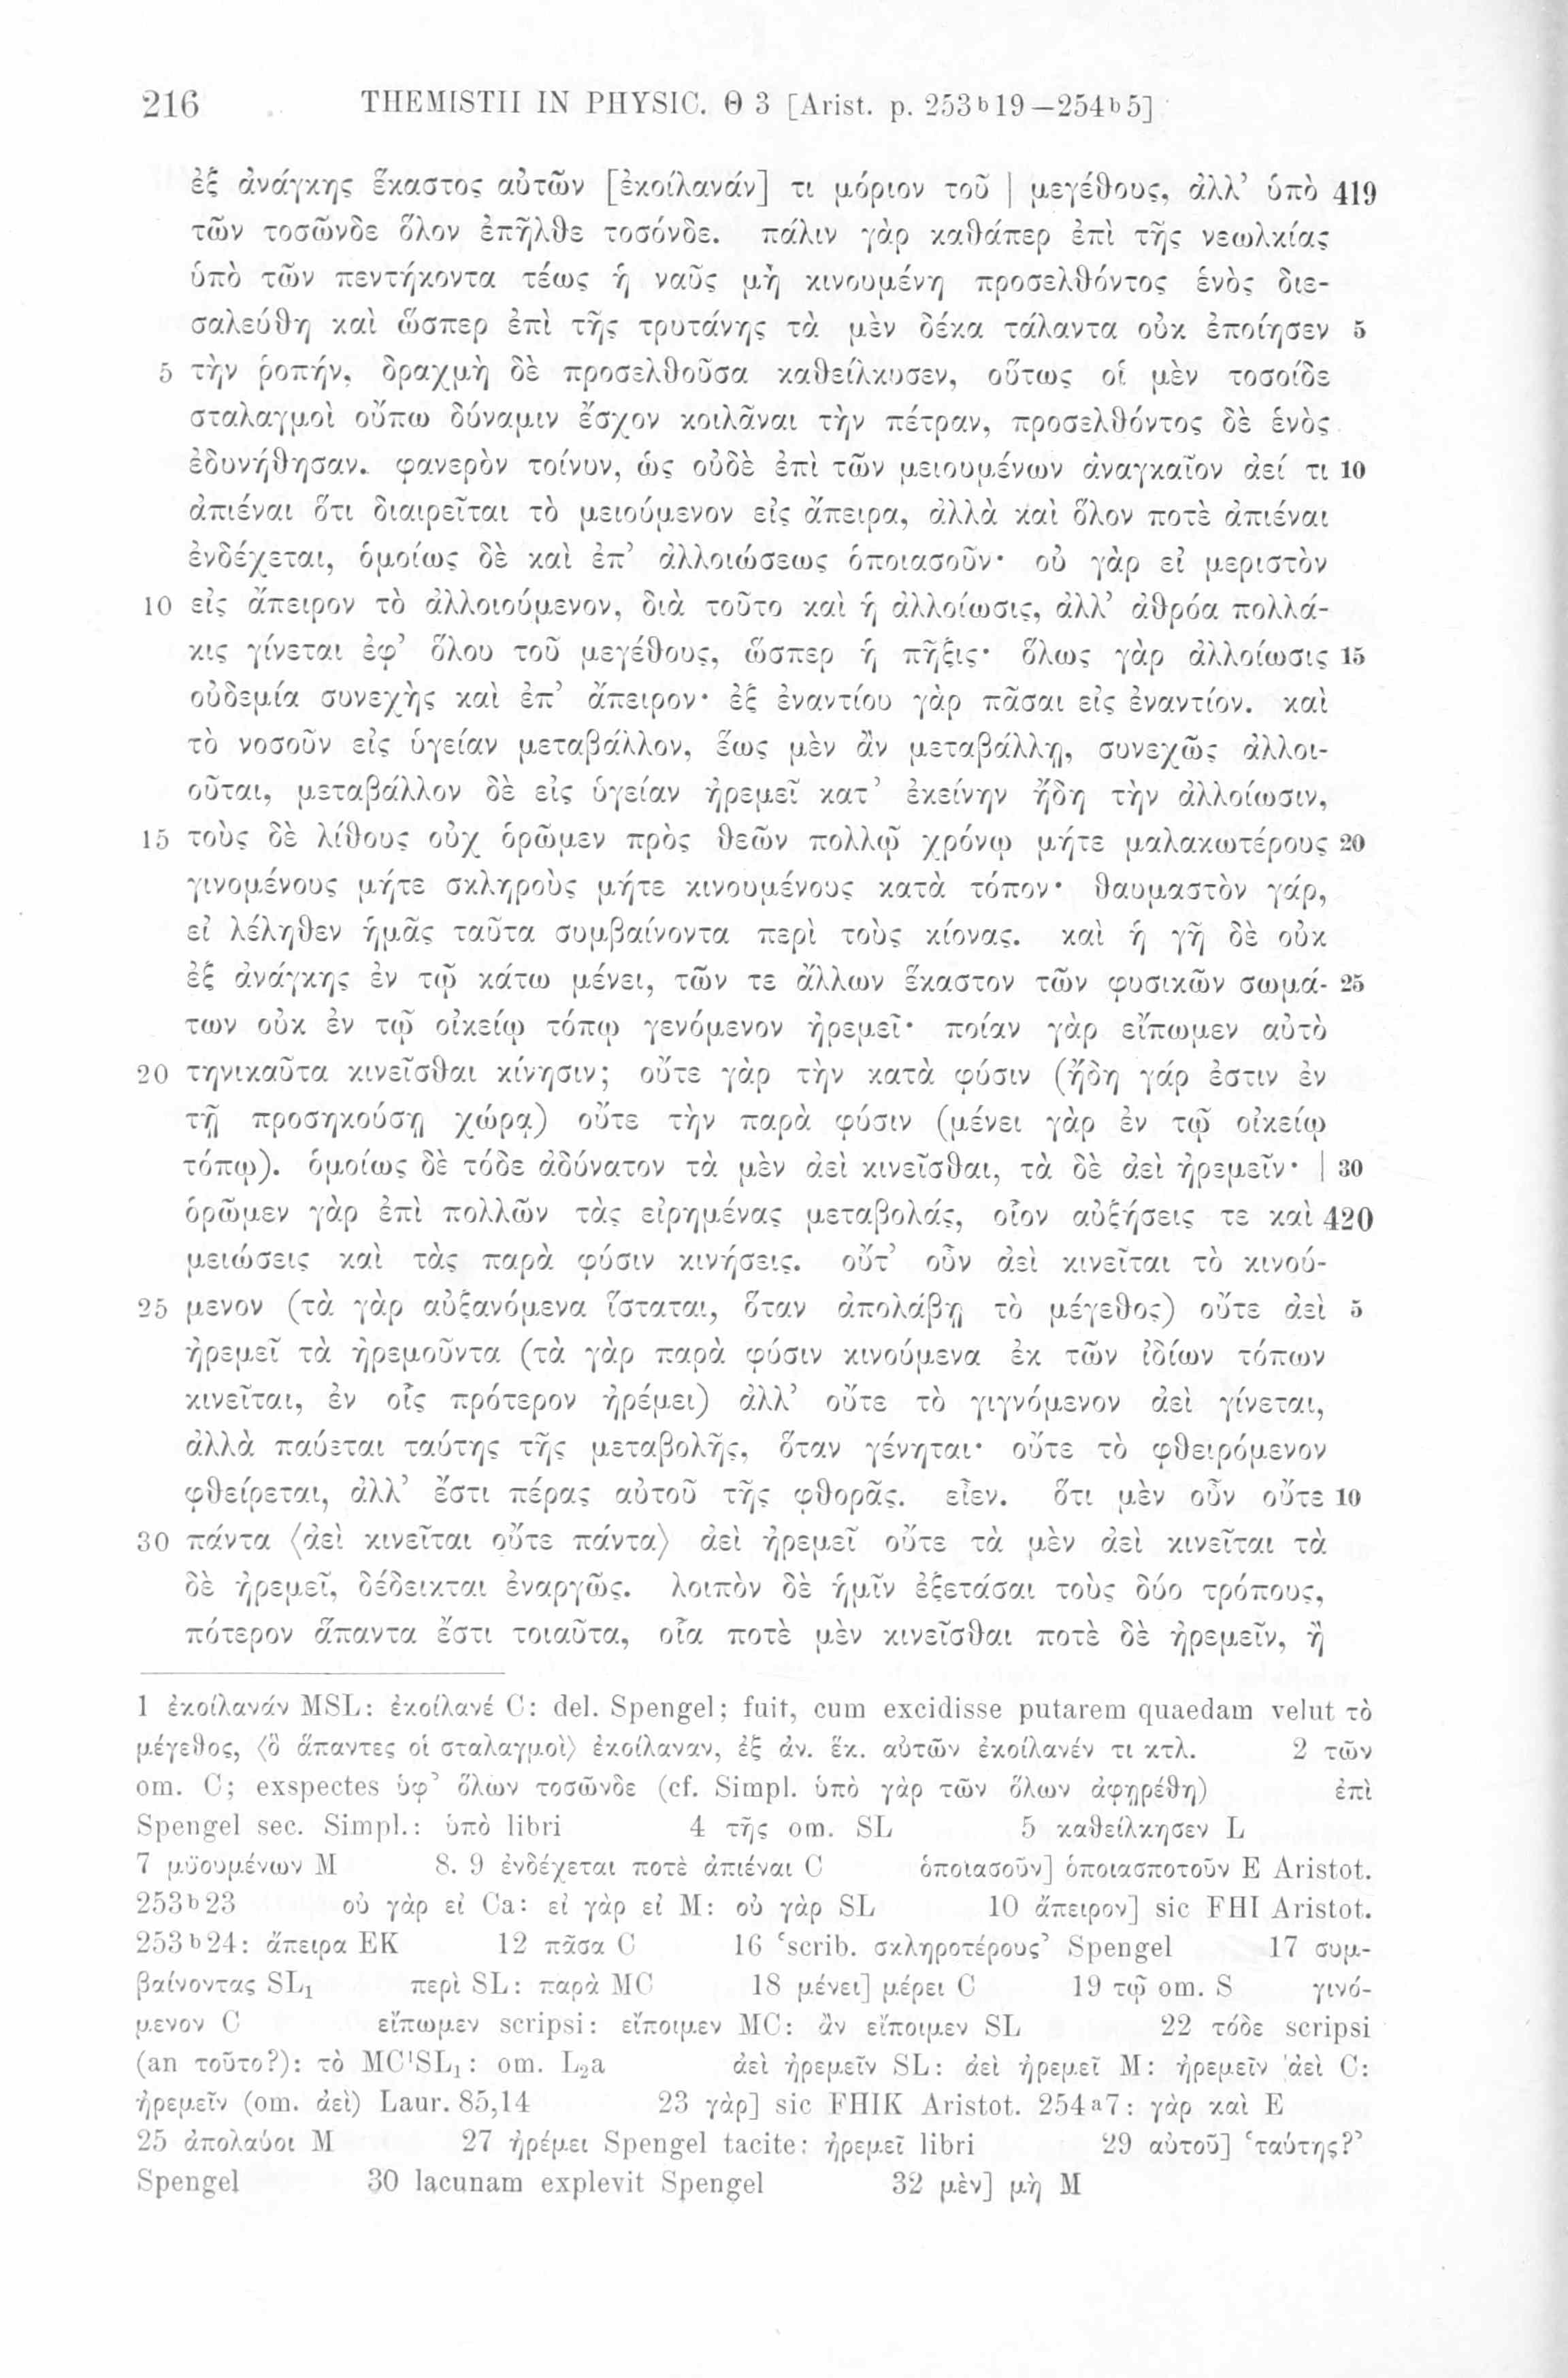 216 THEMISTII IN PHYSIC. Θ 3 [Arist. p. 253ᵇ19—254ᵇ5]
ἐξ ἀνάγκης ἕκαστος αὐτῶν [ἐκοίλανάν] τι μόριον τοῦ | μεγέθους, ἀλλ’ ὑπὸ 419
τῶν τοσῶνδε ὅλον ἐπῆλθε τοσόνδε. πάλιν γὰρ καθάπερ ἐπὶ τῆς νεωλκίας
ὑπὸ τῶν πεντήκοντα τέως ἡ ναῦς μὴ κινουμένη προσελθόντος ἑνὸς διε-
σαλεύθη καὶ ὥσπερ ἐπὶ τῆς τρυτάνης τὰ μὲν δέκα τάλαντα οὐκ ἐποίησεν 5
5 τὴν ῥοπήν, δραχμὴ δὲ προσελθοῦσα καθείλκυσεν, οὕτως οἱ μὲν τοσοίδε
σταλαγμοὶ οὔπω δύναμιν ἔσχον κοιλᾶναι τὴν πέτραν, προσελθόντος δὲ ἑνὸς
ἐδυνήθησαν. φανερὸν τοίνυν, ὡς οὐδὲ ἐπὶ τῶν μειουμένων ἀναγκαῖον ἀεί τι 10
ἀπιέναι ὅτι διαιρεῖται τὸ μειούμενον εἰς ἄπειρα, ἀλλὰ καὶ ὅλον ποτὲ ἀπιέναι
ἐνδέχεται, ὁμοίως δὲ καὶ ἐπ’ ἀλλοιώσεως ὁποιασοῦν· οὐ γὰρ εἰ μεριστὸν
10 εἰς ἄπειρον τὸ ἀλλοιούμενον, διὰ τοῦτο καὶ ἡ ἀλλοίωσις, ἀλλ’ ἀθρόα πολλά-
κις γίνεται ἐφ’ ὅλου τοῦ μεγέθους, ὥσπερ ἡ πῆξις· ὅλως γὰρ ἀλλοίωσις 15
οὐδεμία συνεχὴς καὶ ἐπ’ ἄπειρον· ἐξ ἐναντίου γὰρ πᾶσαι εἰς ἐναντίον. καὶ
τὸ νοσοῦν εἰς ὑγείαν μεταβάλλον, ἕως μὲν ἂν μεταβάλλῃ, συνεχῶς ἀλλοι-
οῦται, μεταβάλλον δὲ εἰς ὑγείαν ἠρεμεῖ κατ’ ἐκείνην ἤδη τὴν ἀλλοίωσιν,
15 τοὺς δὲ λίθους οὐχ ὁρῶμεν πρὸς θεῶν πολλῷ χρόνῳ μήτε μαλακωτέρους 20
γινομένους μήτε σκληροὺς μήτε κινουμένους κατὰ τόπον· θαυμαστὸν γάρ,
εἰ λέληθεν ἡμᾶς ταῦτα συμβαίνοντα περὶ τοὺς κίονας. καὶ ἡ γῆ δὲ οὐκ
ἐξ ἀνάγκης ἐν τῷ κάτω μένει, τῶν τε ἄλλων ἕκαστον τῶν φυσικῶν σωμά- 25
των οὐκ ἐν τῷ οἰκείῳ τόπῳ γενόμενον ἠρεμεῖ· ποίαν γὰρ εἴπωμεν αὐτὸ
20 τηνικαῦτα κινεῖσθαι κίνησιν; οὔτε γὰρ τὴν κατὰ φύσιν (ἤδη γάρ ἐστιν ἐν
τῇ προσηκούσῃ χώρᾳ) οὔτε τὴν παρὰ φύσιν (μένει γὰρ ἐν τῷ οἰκείῳ
τόπῳ). ὁμοίως δὲ τόδε ἀδύνατον τὰ μὲν ἀεὶ κινεῖσθαι, τὰ δὲ ἀεὶ ἠρεμεῖν· | 30
ὁρῶμεν γὰρ ἐπὶ πολλῶν τὰς εἰρημένας μεταβολάς, οἷον αὐξήσεις τε καὶ 420
μειώσεις καὶ τὰς παρὰ φύσιν κινήσεις. οὔτ’ οὖν ἀεὶ κινεῖται τὸ κινού-
25 μενον (τὰ γὰρ αὐξανόμενα ἵσταται, ὅταν ἀπολάβῃ τὸ μέγεθος) οὔτε ἀεὶ 5
ἠρεμεῖ τὰ ἠρεμοῦντα (τὰ γὰρ παρὰ φύσιν κινούμενα ἐκ τῶν ἰδίων τόπων
κινεῖται, ἐν οἷς πρότερον ἠρέμει) ἀλλ’ οὔτε τὸ γιγνόμενον ἀεὶ γίνεται,
ἀλλὰ παύεται ταύτης τῆς μεταβολῆς, ὅταν γένηται· οὔτε τὸ φθειρόμενον
φθείρεται, ἀλλ’ ἔστι πέρας αὐτοῦ τῆς φθορᾶς. εἶεν. ὅτι μὲν οὖν οὔτε 10
30 πάντα ⟨ἀεὶ κινεῖται οὔτε πάντα⟩ ἀεὶ ἠρεμεῖ οὔτε τὰ μὲν ἀεὶ κινεῖται τὰ
δὲ ἠρεμεῖ, δέδεικται ἐναργῶς. λοιπὸν δὲ ἡμῖν ἐξετάσαι τοὺς δύο τρόπους,
πότερον ἅπαντα ἔστι τοιαῦτα, οἷα ποτὲ μὲν κινεῖσθαι ποτὲ δὲ ἠρεμεῖν, ἢ
1 ἐκοίλανάν MSL: ἐκοίλανέ C: del. Spengel; fuit, cum excidisse putarem quaedam velut τὸ
μέγεθος, ⟨ὃ ἅπαντες οἱ σταλαγμοὶ⟩ ἐκοίλαναν, ἐξ ἀν. ἕκ. αὐτῶν ἐκοίλανέν τι κτλ. 2 τῶν
om. C; exspectes ὑφ’ ὅλων τοσῶνδε (cf. Simpl. ὑπὸ γὰρ τῶν ὅλων ἀφῃρέθη) ἐπὶ
Spengel sec. Simpl.: ὑπὸ libri 4 τῆς om. SL 5 καθείλκησεν L
7 μϋουμένων M 8. 9 ἐνδέχεται ποτὲ ἀπιέναι C ὁποιασοῦν] ὁποιασποτοῦν E Aristot.
253ᵇ23 οὐ γὰρ εἰ Ca: εἰ γὰρ εἰ M: οὐ γὰρ SL 10 ἄπειρον] sic FHI Aristot.
253ᵇ24: ἄπειρα EK 12 πᾶσα C 16 ‘scrib. σκληροτέρους’ Spengel 17 συμ-
βαίνοντας SL₁ περὶ SL: παρὰ MC 18 μένει] μέρει C 19 τῷ om. S γινό-
μενον C εἴπωμεν scripsi: εἴποιμεν MC: ἂν εἴποιμεν SL 22 τόδε scripsi
(an τοῦτο?): τὸ MC SL₁: om. L₂a ἀεὶ ἠρεμεῖν SL: ἀεὶ ἠρεμεῖ M: ἠρεμεῖν ἀεὶ C:
ἠρεμεῖν (om. ἀεὶ) Laur. 85,14 23 γὰρ] sic FHIK Aristot. 254ᵃ7: γὰρ καὶ E
25 ἀπολαύοι M 27 ἠρέμει Spengel tacite: ἠρεμεῖ libri 29 αὐτοῦ] ‘ταύτης?’
Spengel 30 lacunam explevit Spengel 32 μὲν] μὴ M